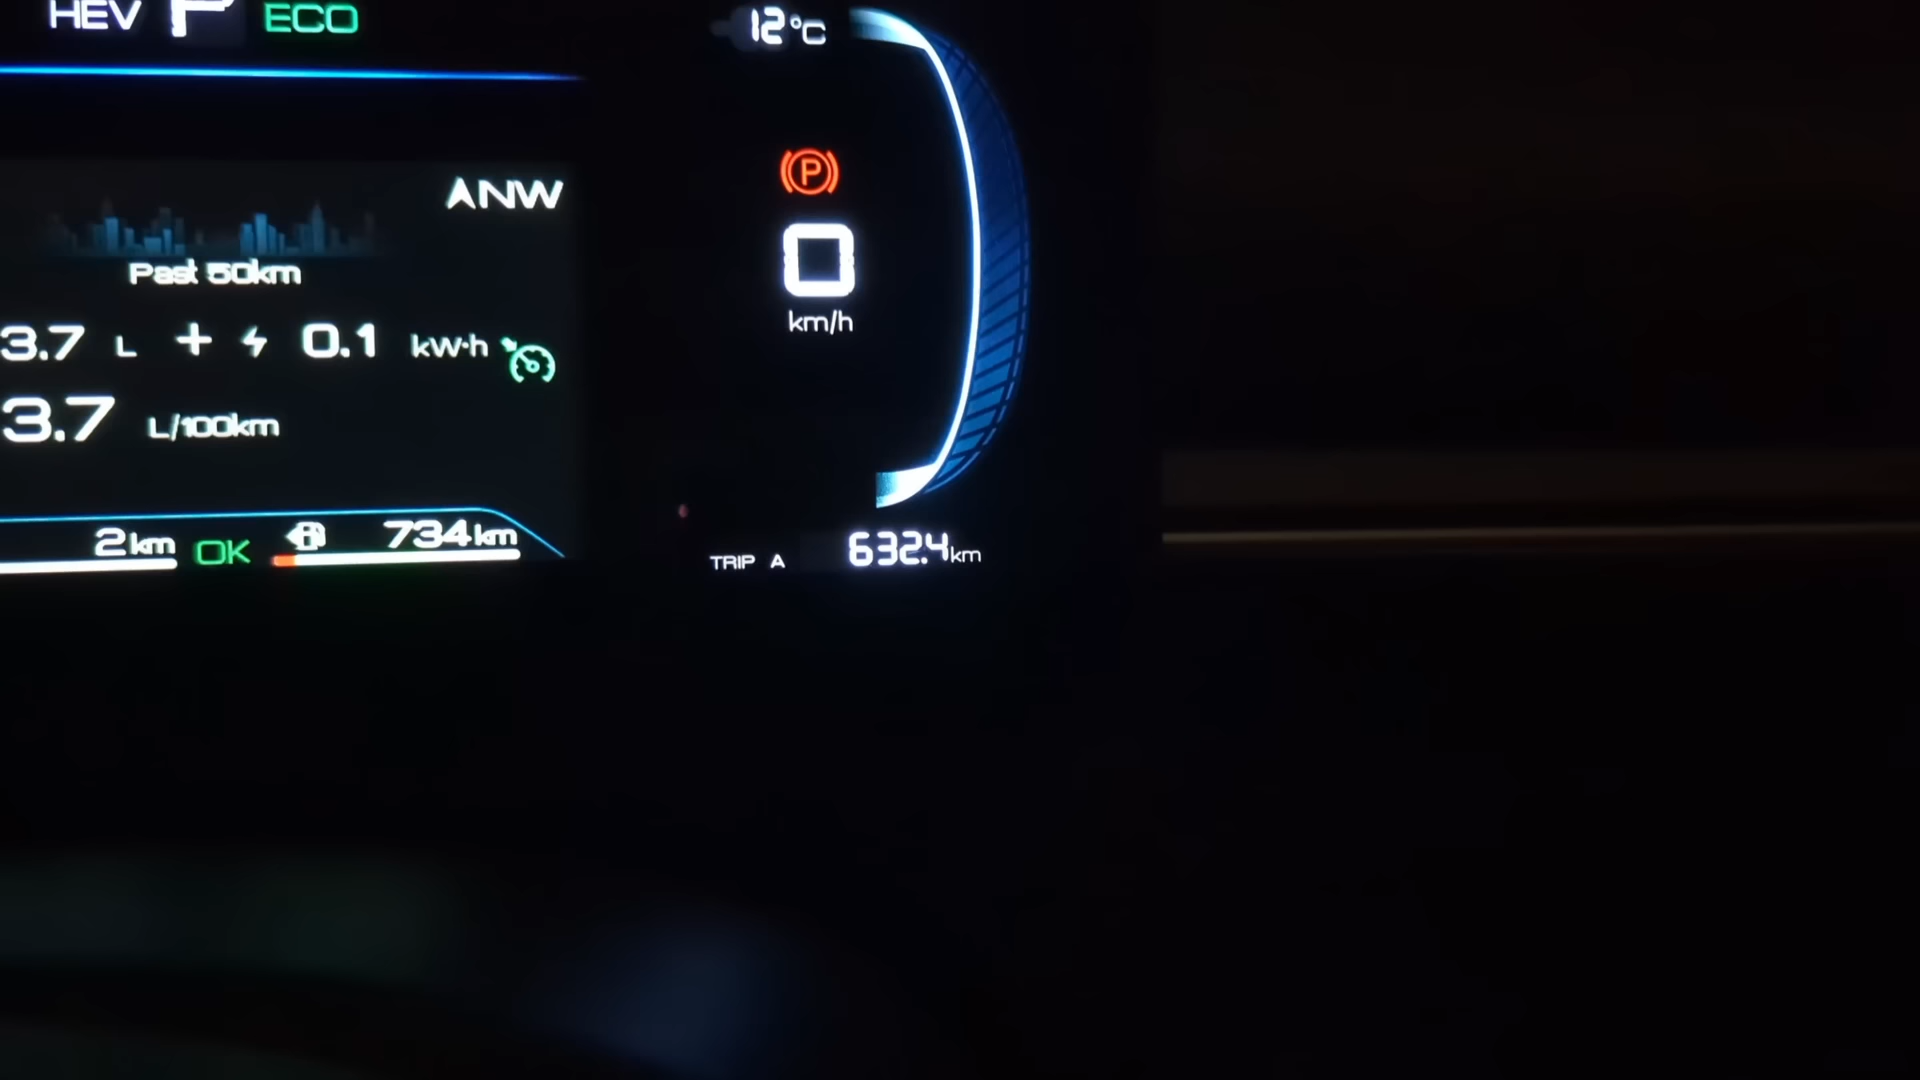 HEV P ECO
12°C
NW
P
Past 50km
0
km/h
3.7 L + 0.1 kW·h
3.7 L/100km
2km OK 734km
TRIP A 632.4km